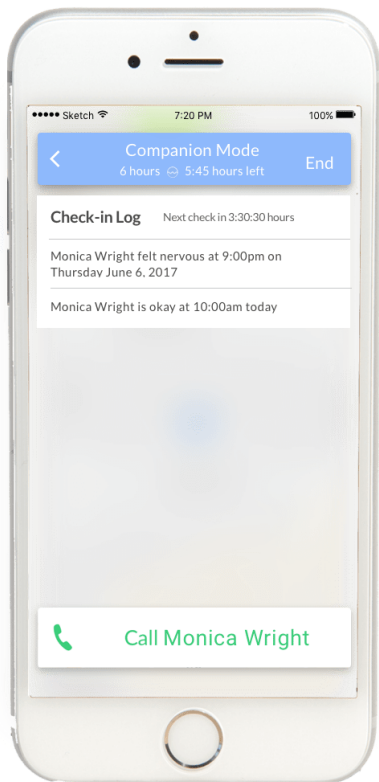 Sketch 7:20 PM 100%
Companion Mode
6 hours 5:45 hours left End
Check-in Log Next check in 3:30:30 hours
Monica Wright felt nervous at 9:00pm on
Thursday June 6, 2017
Monica Wright is okay at 10:00am today
Call Monica Wright